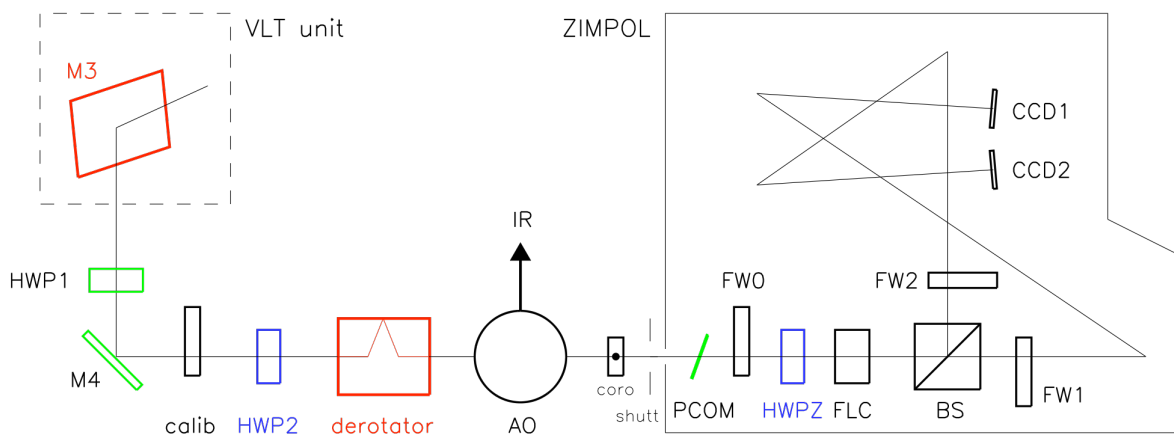 VLT unit
ZIMPOL
M3
CCD1
CCD2
IR
HWP1
FW0
FW2
M4
calib
HWP2
derotator
AO
coro
shutt
PCOM
HWPZ
FLC
BS
FW1